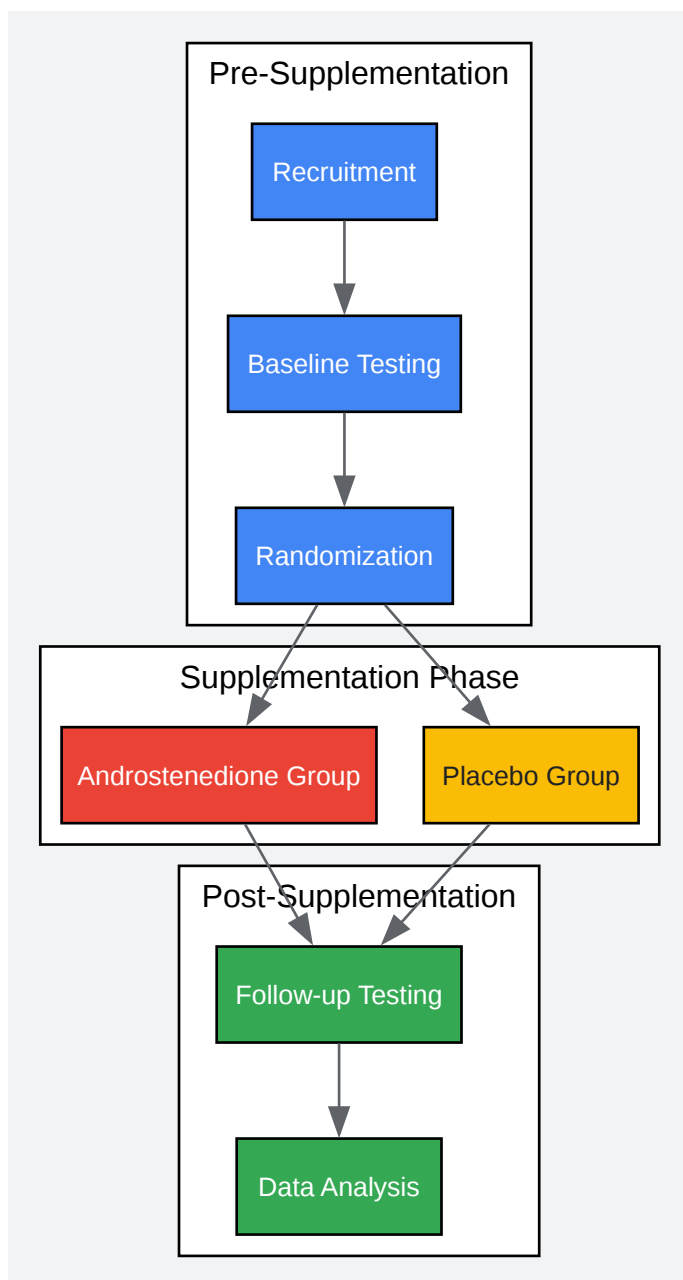 Pre-Supplementation
Recruitment
Baseline Testing
Randomization
Supplementation Phase
Androstenedione Group
Placebo Group
Post-Supplementation
Follow-up Testing
Data Analysis